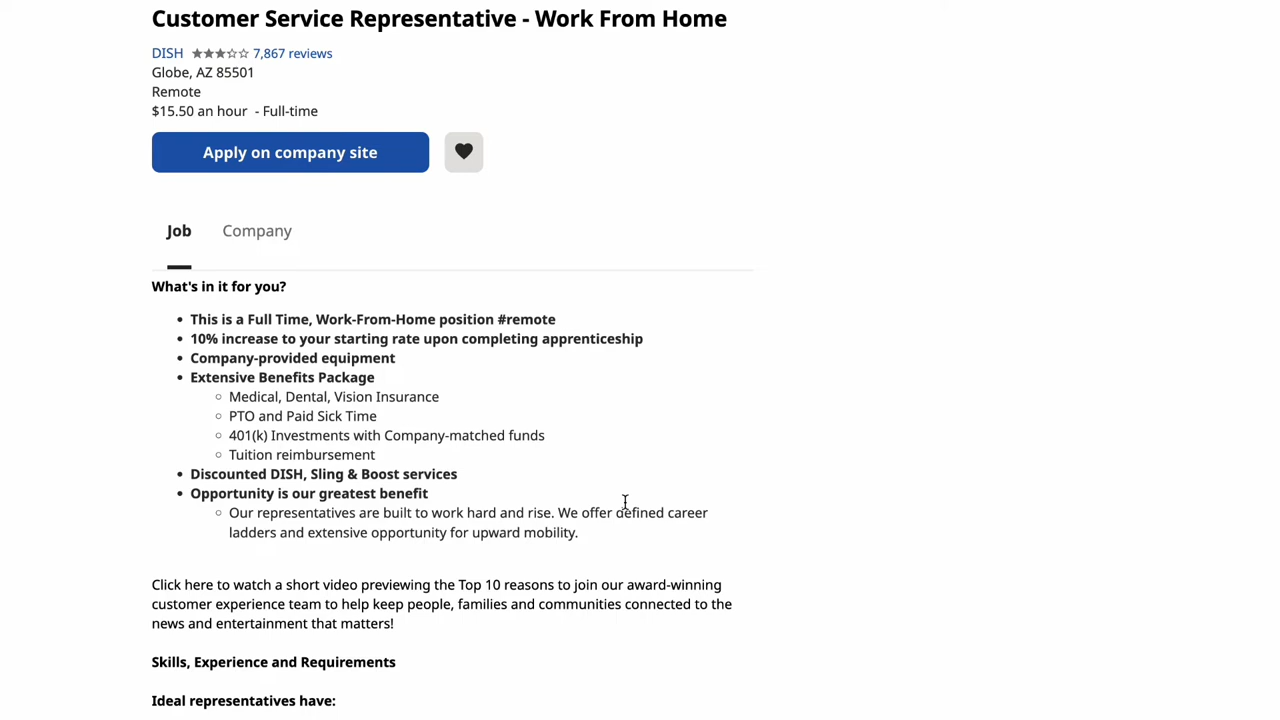 Customer Service Representative - Work From Home
DISH 7,867 reviews
Globe, AZ 85501
Remote
$15.50 an hour - Full-time
Apply on company site
Job Company
What's in it for you?
• This is a Full Time, Work-From-Home position #remote
• 10% increase to your starting rate upon completing apprenticeship
• Company-provided equipment
• Extensive Benefits Package
○ Medical, Dental, Vision Insurance
○ PTO and Paid Sick Time
○ 401(k) Investments with Company-matched funds
○ Tuition reimbursement
• Discounted DISH, Sling & Boost services
• Opportunity is our greatest benefit
○ Our representatives are built to work hard and rise. We offer defined career
ladders and extensive opportunity for upward mobility.
Click here to watch a short video previewing the Top 10 reasons to join our award-winning
customer experience team to help keep people, families and communities connected to the
news and entertainment that matters!
Skills, Experience and Requirements
Ideal representatives have: